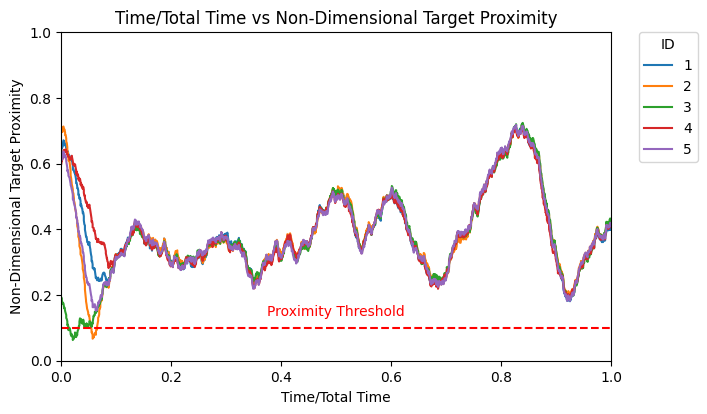 Time/Total Time vs Non-Dimensional Target Proximity
ID
1
2
3
4
5
Non-Dimensional Target Proximity
1.0
0.8
0.6
0.4
0.2
0.0
Proximity Threshold
0.0 0.2 0.4 0.6 0.8 1.0
Time/Total Time